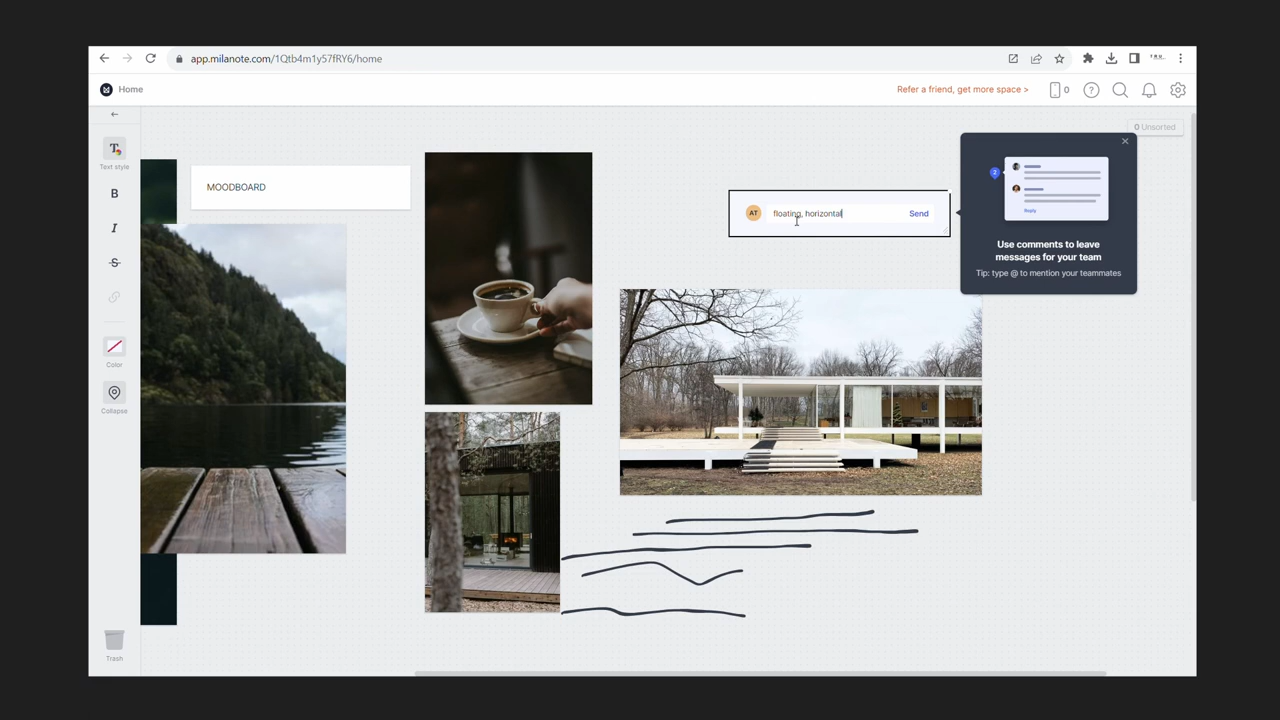 app.milanote.com/1Qtb4m1y57fRY6/home
Home
Refer a friend, get more space >
0
0 Unsorted
Text style
B
I
S
Color
Collapse
Trash
MOODBOARD
AT
floating, horizontal
Send
2
Reply
Use comments to leave
messages for your team
Tip: type @ to mention your teammates